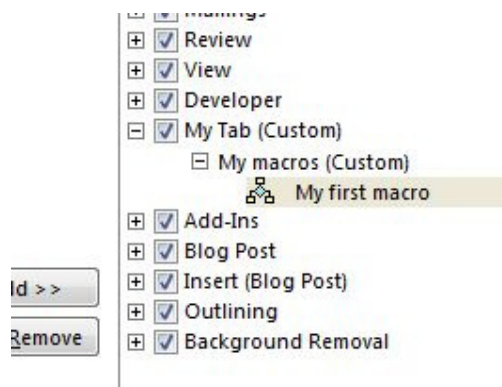 Mailings
Review
View
Developer
My Tab (Custom)
My macros (Custom)
My first macro
Add-Ins
Blog Post
Insert (Blog Post)
Outlining
Background Removal
ld >>
Remove